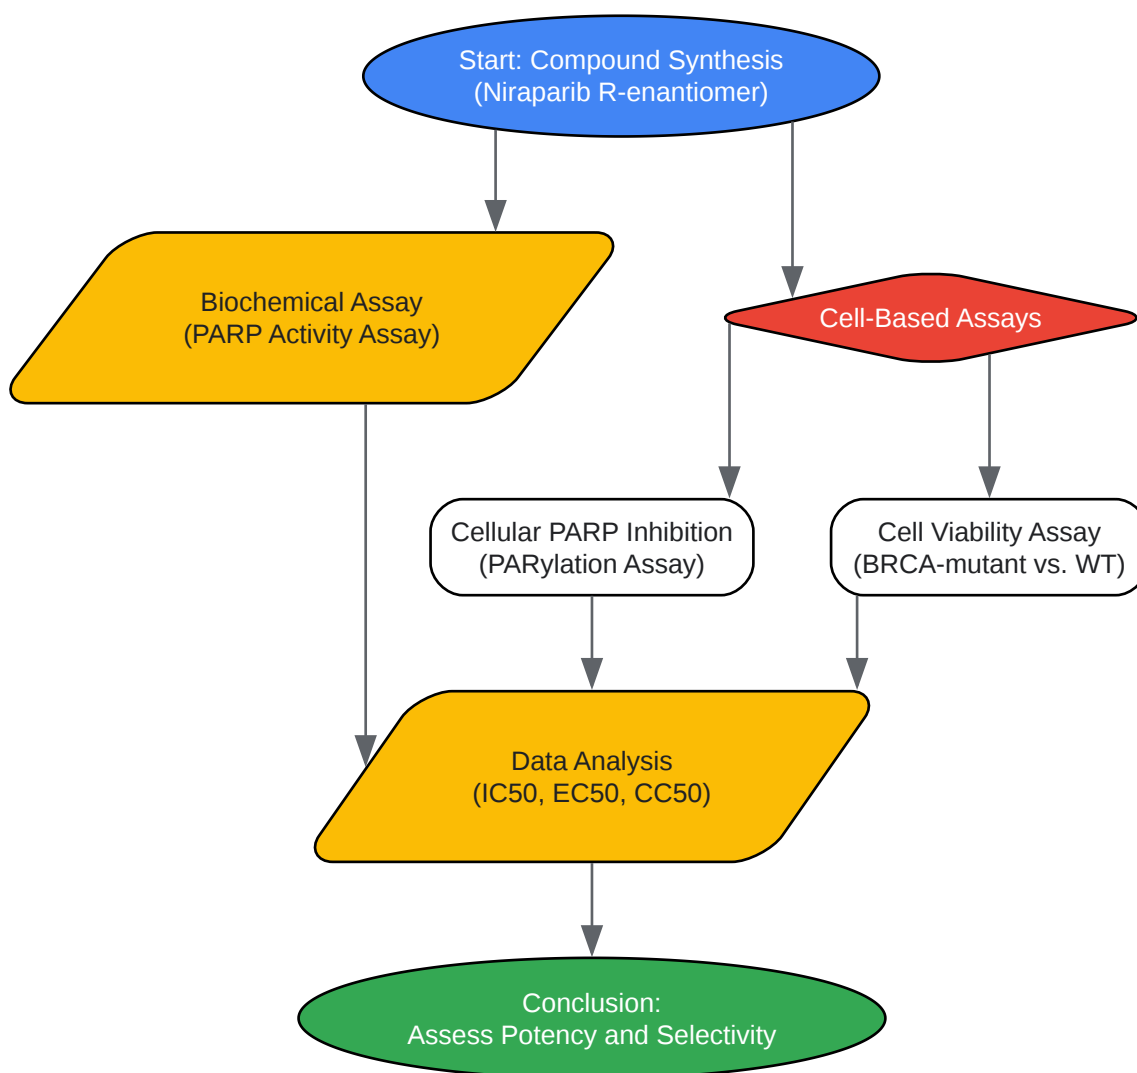 Start: Compound Synthesis
(Niraparib R-enantiomer)
Biochemical Assay
(PARP Activity Assay)
Cell-Based Assays
Cellular PARP Inhibition
(PARylation Assay)
Cell Viability Assay
(BRCA-mutant vs. WT)
Data Analysis
(IC50, EC50, CC50)
Conclusion:
Assess Potency and Selectivity